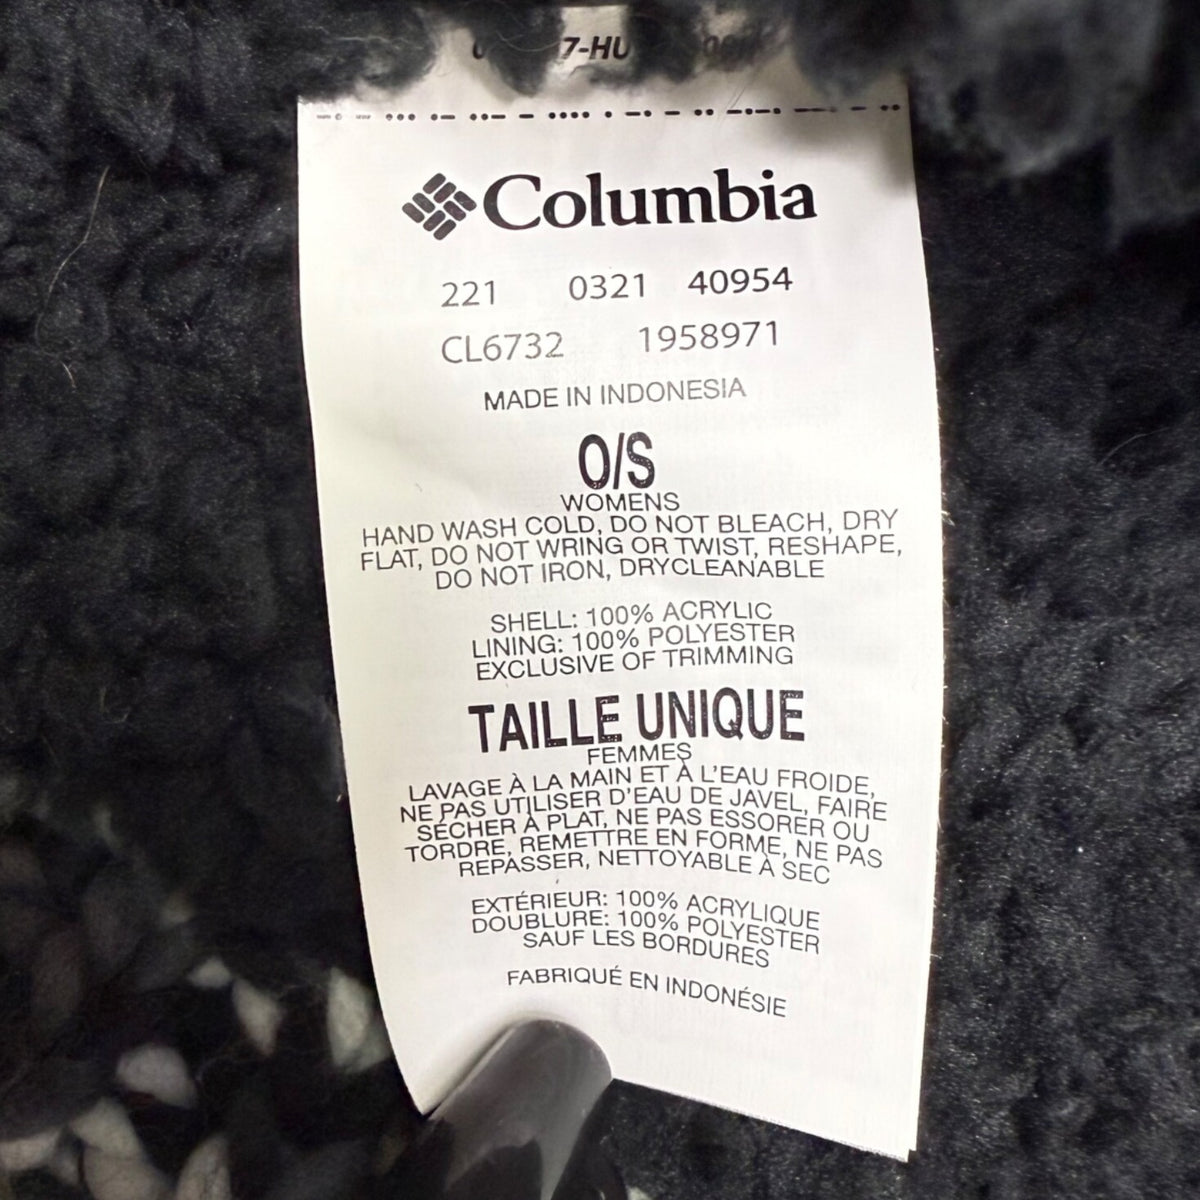 7-HU
Columbia
221 0321 40954
CL6732 1958971
MADE IN INDONESIA
O/S
WOMENS
HAND WASH COLD, DO NOT BLEACH, DRY
FLAT, DO NOT WRING OR TWIST, RESHAPE,
DO NOT IRON, DRYCLEANABLE
SHELL: 100% ACRYLIC
LINING: 100% POLYESTER
EXCLUSIVE OF TRIMMING
TAILLE UNIQUE
FEMMES
LAVAGE À LA MAIN ET À L'EAU FROIDE,
NE PAS UTILISER D'EAU DE JAVEL, FAIRE
SÉCHER À PLAT, NE PAS ESSORER OU
TORDRE, REMETTRE EN FORME, NE PAS
REPASSER, NETTOYABLE À SEC
EXTÉRIEUR: 100% ACRYLIQUE
DOUBLURE: 100% POLYESTER
SAUF LES BORDURES
FABRIQUÉ EN INDONÉSIE